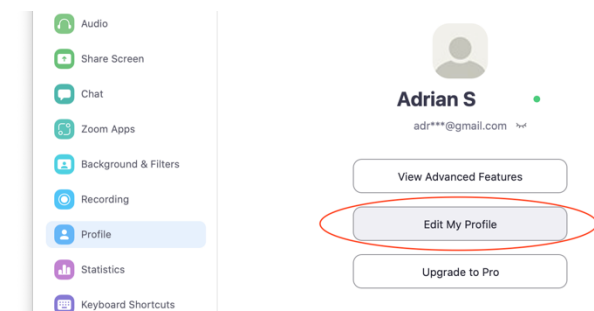 Audio
Share Screen
Chat
Zoom Apps
Background & Filters
Recording
Profile
Statistics
Keyboard Shortcuts
Adrian S
adr***@gmail.com
View Advanced Features
Edit My Profile
Upgrade to Pro